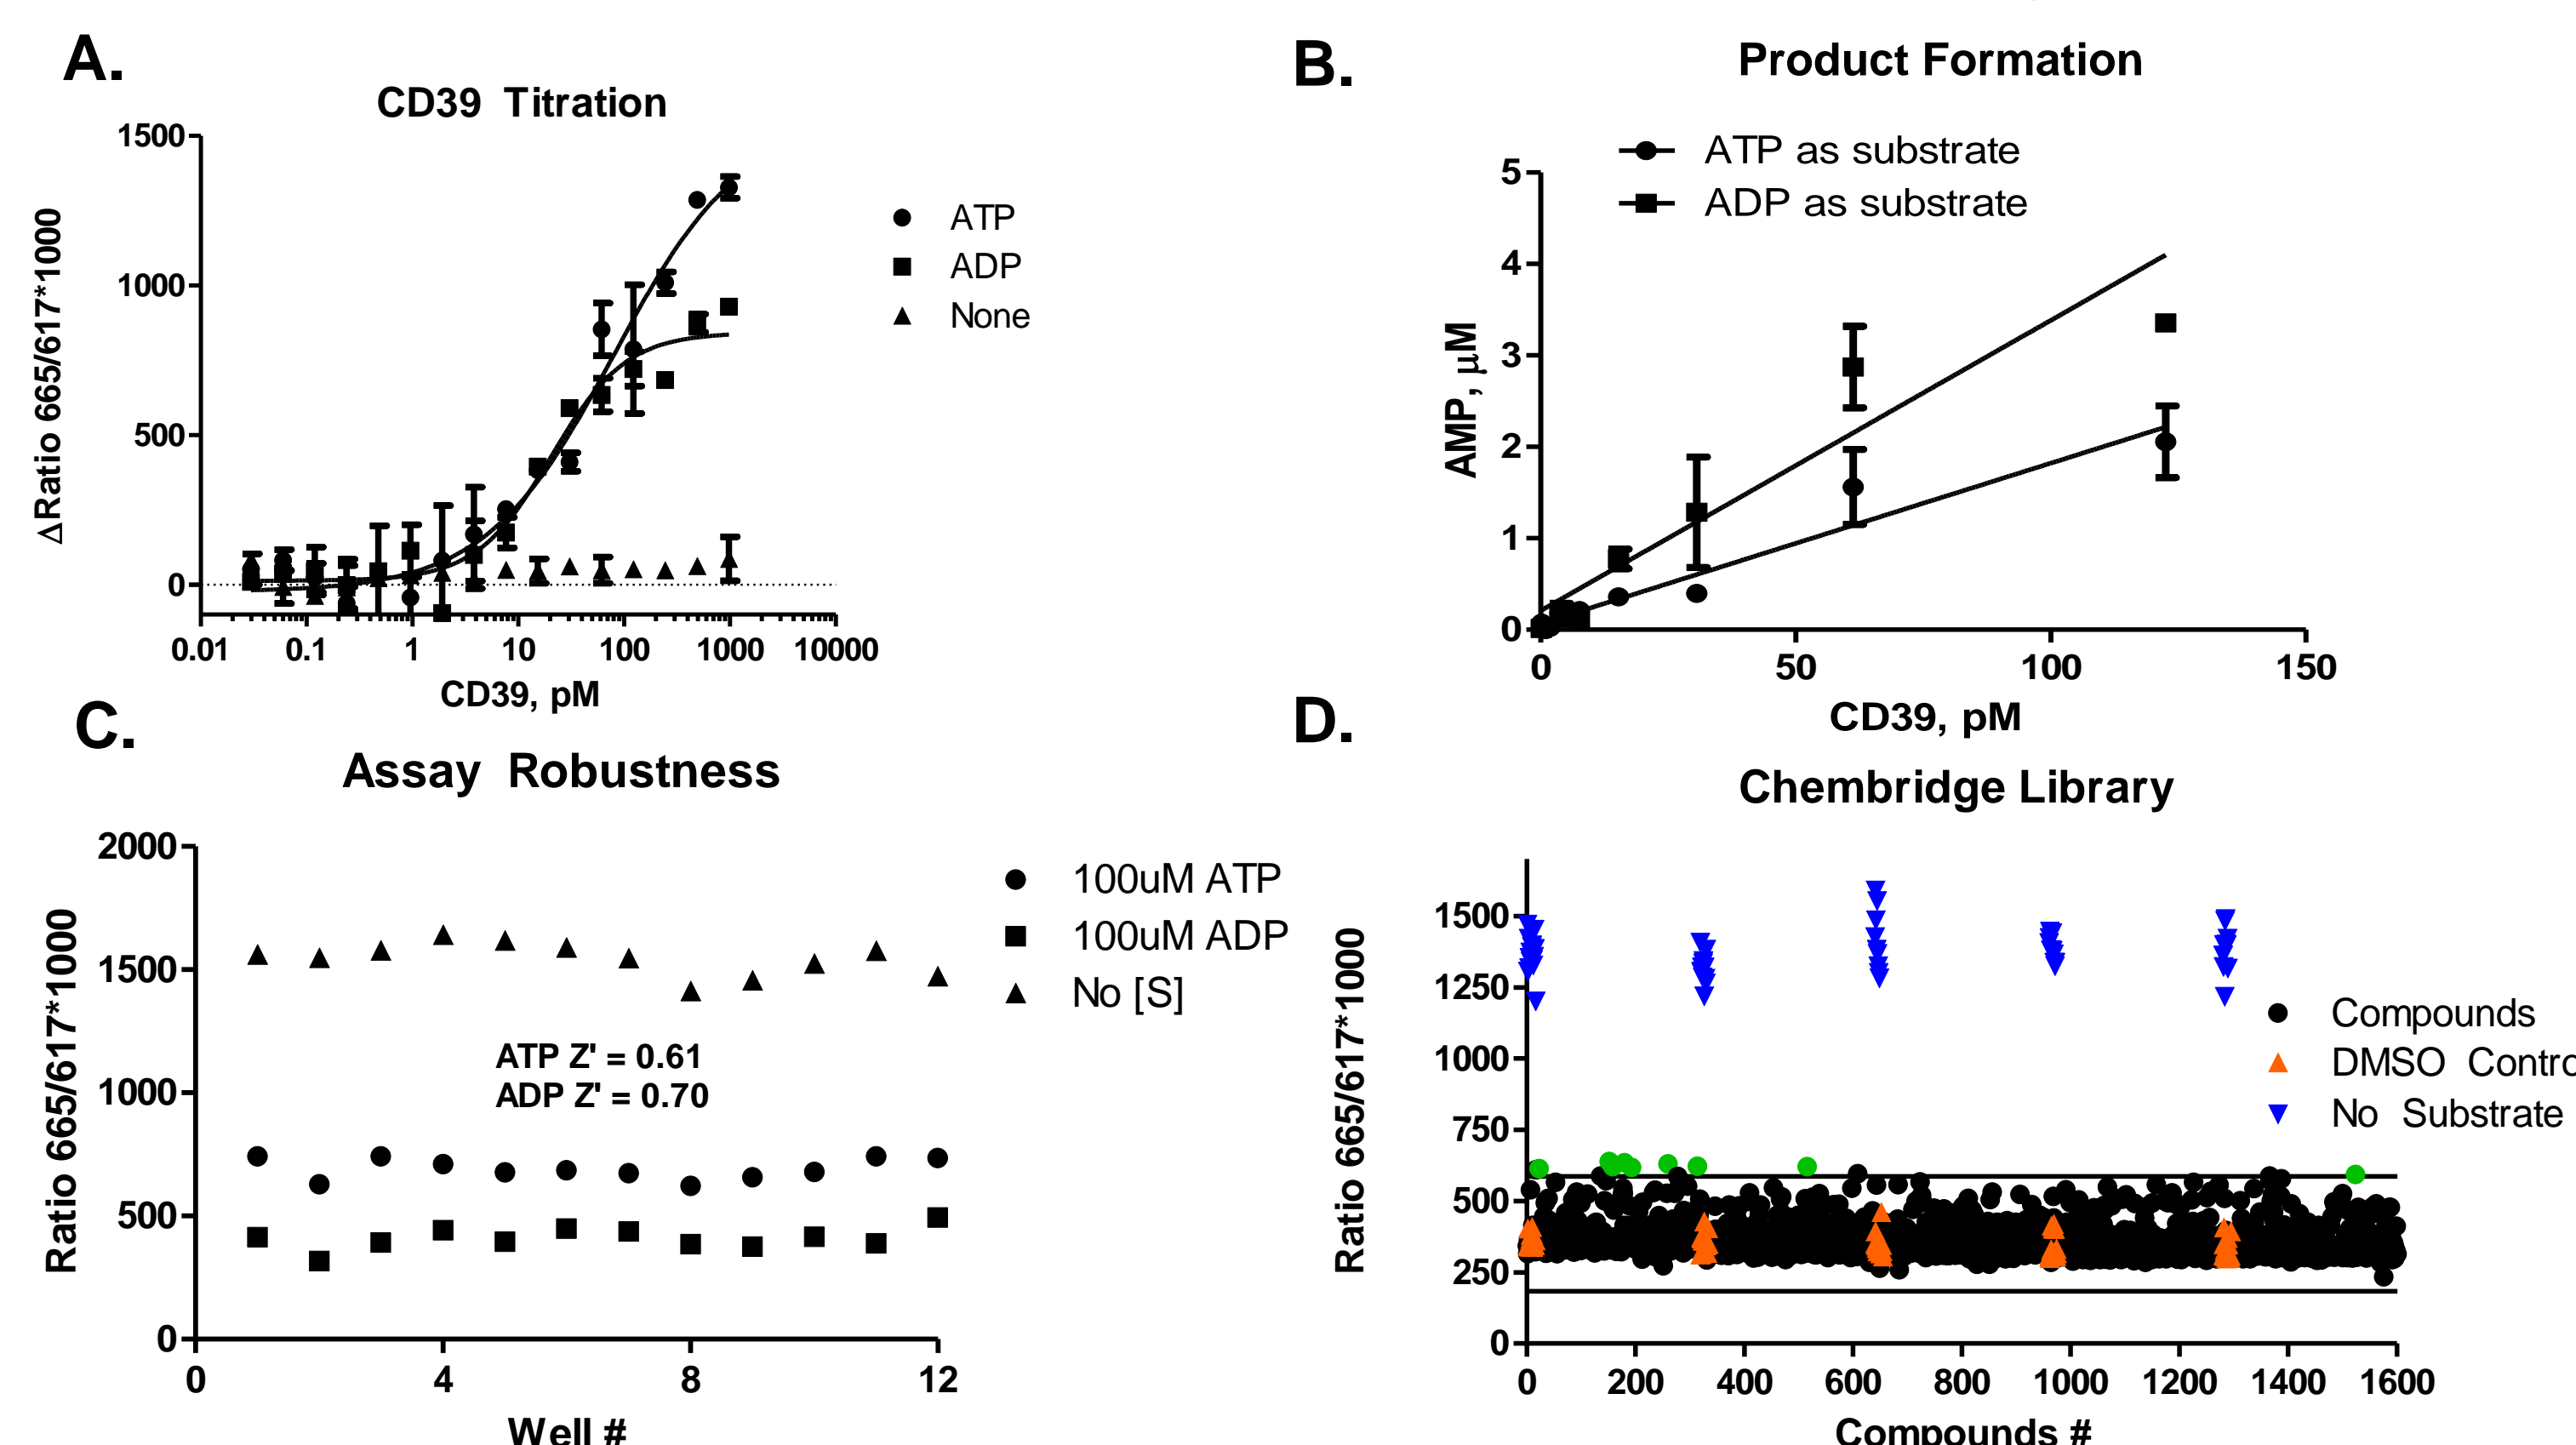 A.
CD39 Titration
1500
1000
500
0
ΔRatio 665/617*1000
0.01 0.1 1 10 100 1000 10000
CD39, pM
ATP
ADP
None
B.
Product Formation
ATP as substrate
ADP as substrate
5
4
3
2
1
0
AMP, µM
0 50 100 150
CD39, pM
C.
Assay Robustness
2000
1500
1000
500
0
Ratio 665/617*1000
ATP Z' = 0.61
ADP Z' = 0.70
0 4 8 12
Well #
100uM ATP
100uM ADP
No [S]
D.
Chembridge Library
1500
1250
1000
750
500
250
0
Ratio 665/617*1000
0 200 400 600 800 1000 1200 1400 1600
Compounds #
Compounds
DMSO Contro
No Substrate